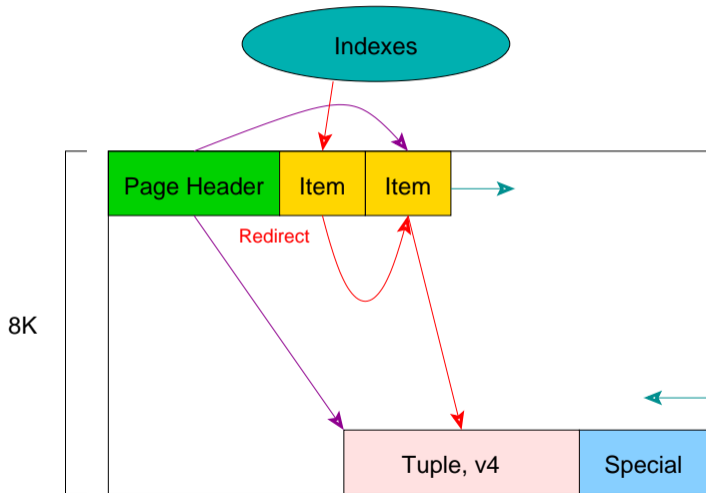 Indexes
Page Header
Item
Item
Redirect
8K
Tuple, v4
Special